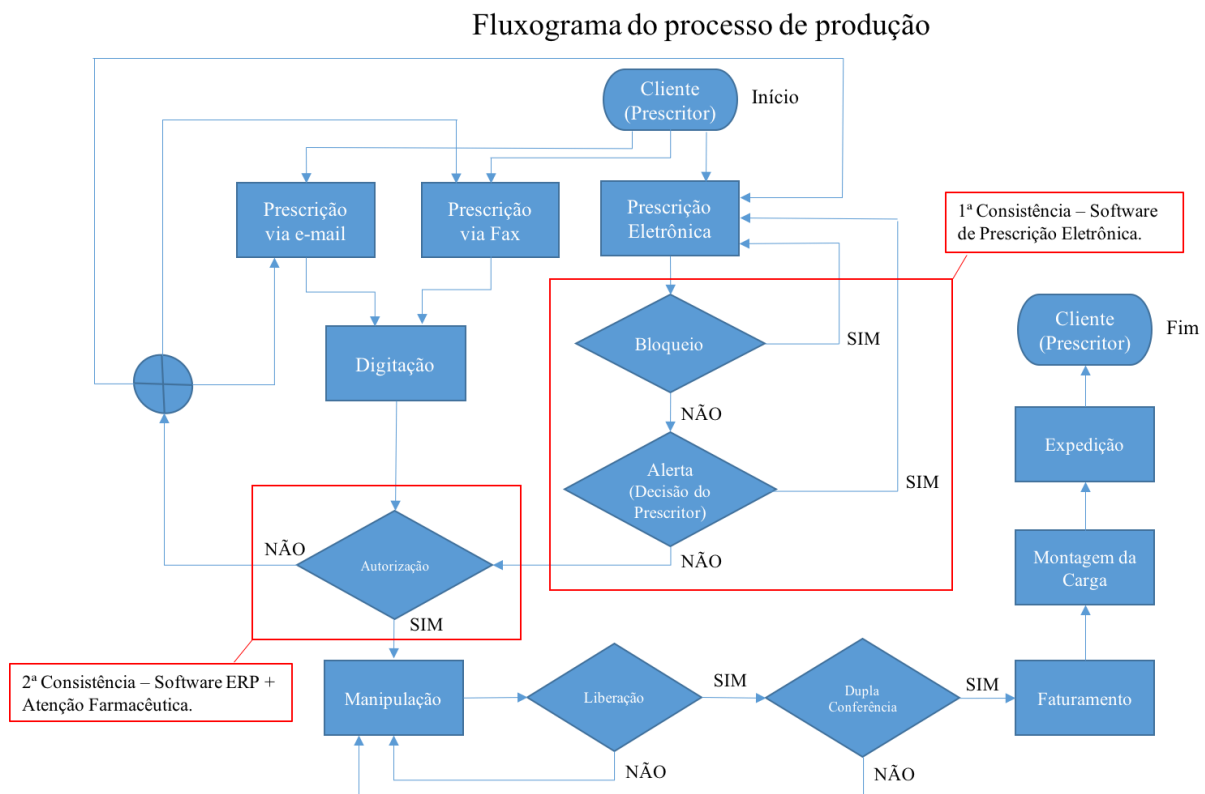 Fluxograma do processo de produção
Cliente
(Prescritor)
Início
Prescrição
via e-mail
Prescrição
via Fax
Prescrição
Eletrônica
1ª Consistência – Software
de Prescrição Eletrônica.
Bloqueio
SIM
NÃO
Digitação
Cliente
(Prescritor)
Fim
Expedição
Alerta
(Decisão do
Prescritor)
SIM
NÃO
NÃO
Autorização
SIM
Montagem da
Carga
2ª Consistência – Software ERP +
Atenção Farmacêutica.
Manipulação
Liberação
SIM
NÃO
Dupla
Conferência
SIM
NÃO
Faturamento